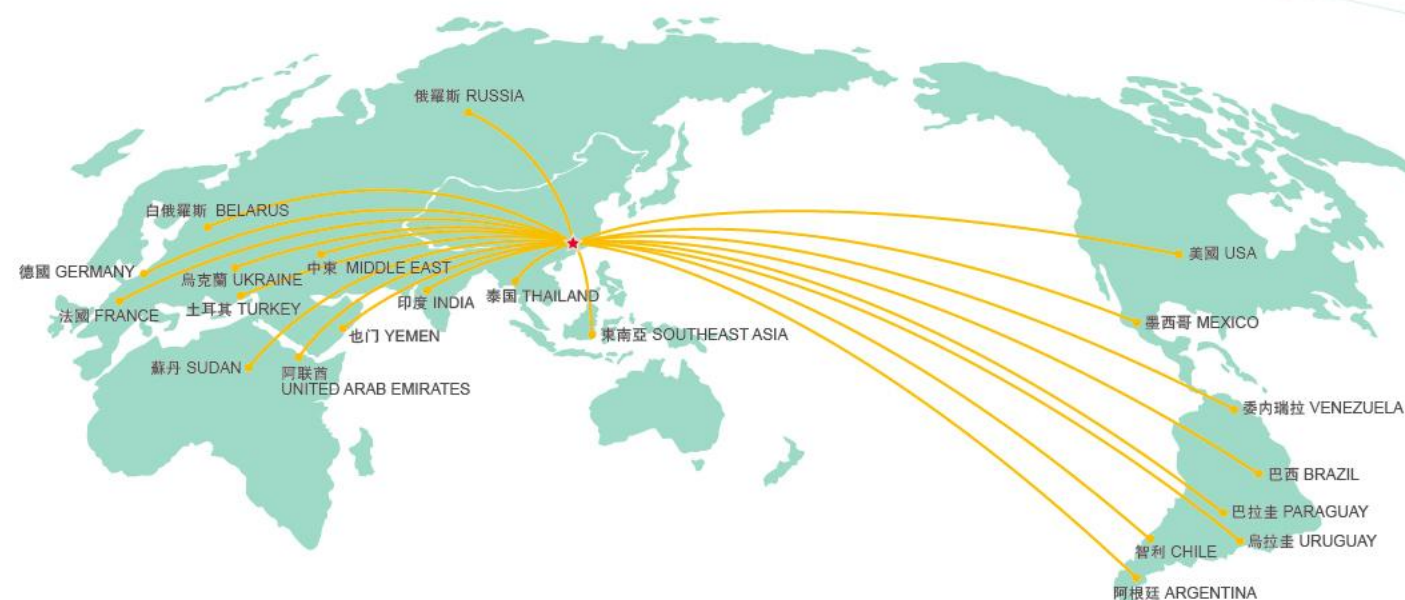 俄羅斯 RUSSIA
白俄羅斯 BELARUS
德國 GERMANY
烏克蘭 UKRAINE
中東 MIDDLE EAST
法國 FRANCE
土耳其 TURKEY
印度 INDIA
泰国 THAILAND
也门 YEMEN
東南亞 SOUTHEAST ASIA
蘇丹 SUDAN
阿联酋
UNITED ARAB EMIRATES
美國 USA
墨西哥 MEXICO
委内瑞拉 VENEZUELA
巴西 BRAZIL
巴拉圭 PARAGUAY
烏拉圭 URUGUAY
智利 CHILE
阿根廷 ARGENTINA